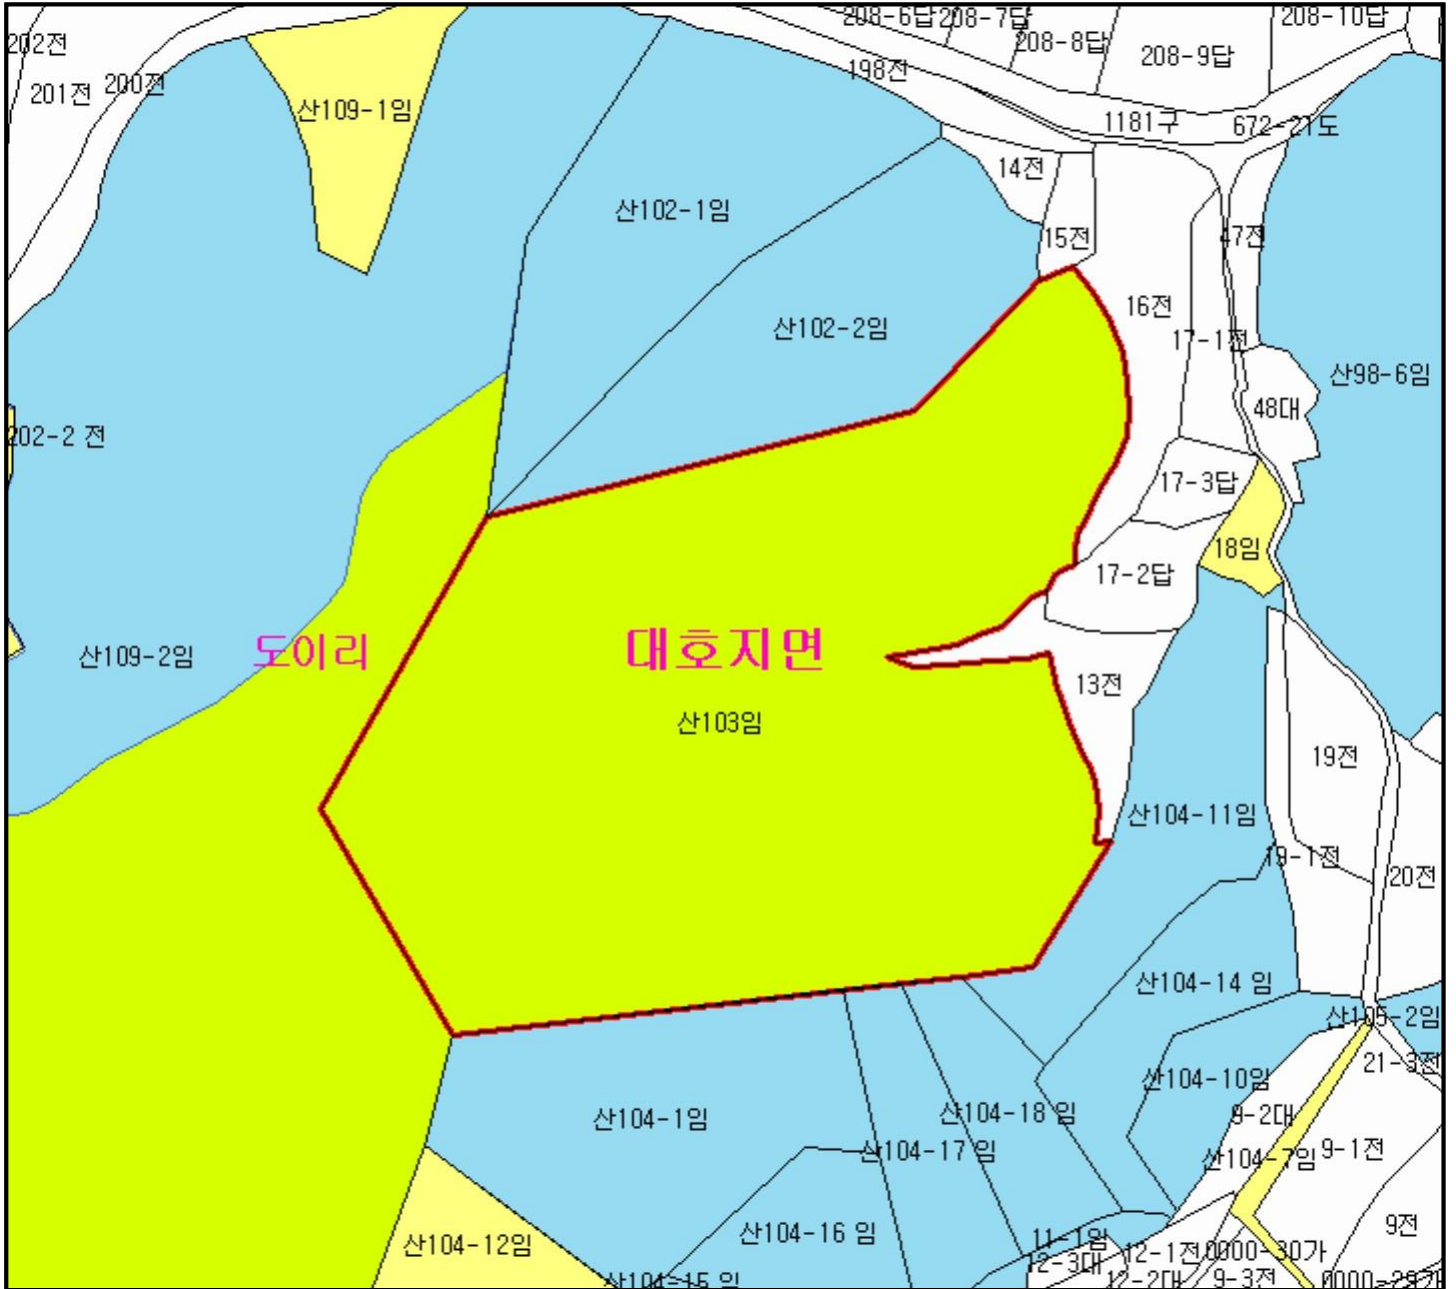 208-6답
208-7답
208-10답
202전
208-8답
208-9답
198전
200전
201전
산109-1임
1181구
672-21도
14전
산102-1임
15전
47전
16전
산102-2임
17-1전
산98-6임
48대
202-2 전
17-3답
18임
17-2답
도이리
대호지면
산109-2임
13전
산103임
19전
산104-11임
19-1전
20전
산104-14 임
산105-2임
21-3전
산104-10임
산104-1임
산104-18 임
9-2대
산104-17 임
9-1전
산104-7임
산104-16 임
9전
산104-12임
11-1임
12-1전
0000-30가
12-3대
12-2대
9-3전
산104-15 임